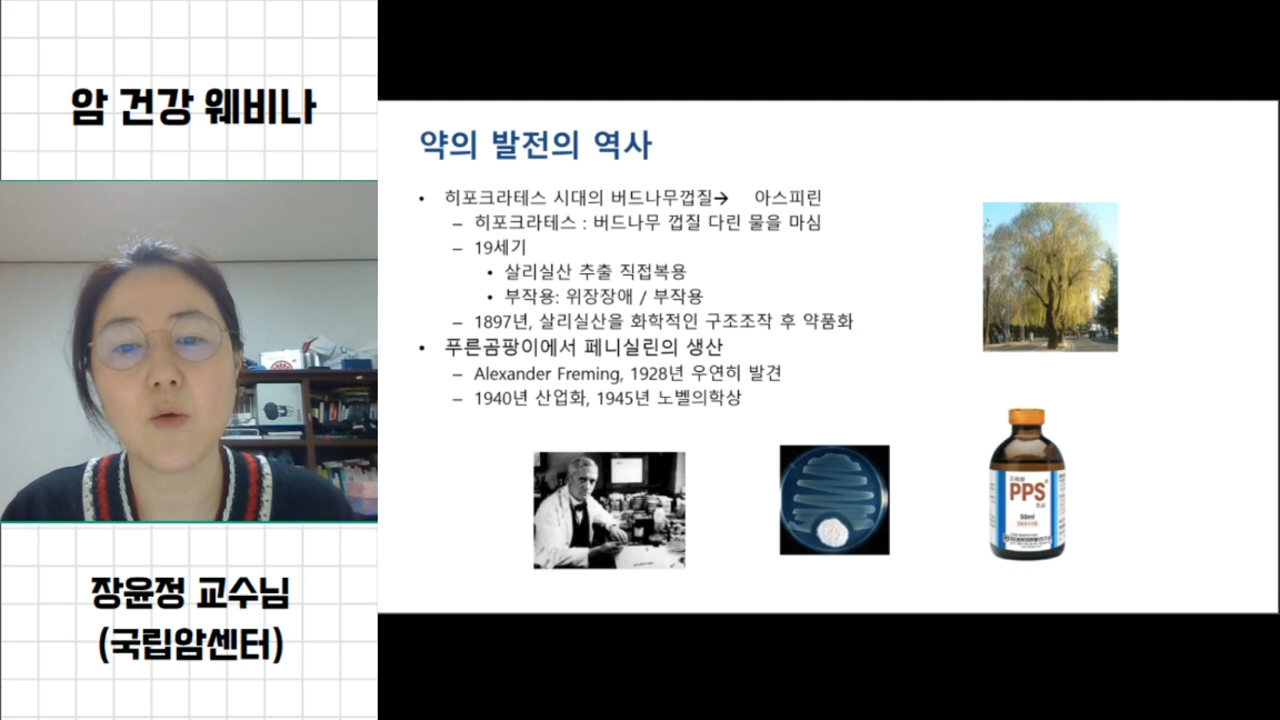 암 건강 웨비나
장윤정 교수님
(국립암센터)
약의 발전의 역사
• 히포크라테스 시대의 버드나무껍질→ 아스피린
– 히포크라테스 : 버드나무 껍질 다린 물을 마심
– 19세기
• 살리실산 추출 직접복용
• 부작용: 위장장애 / 부작용
– 1897년, 살리실산을 화학적인 구조조작 후 약품화
• 푸른곰팡이에서 페니실린의 생산
– Alexander Freming, 1928년 우연히 발견
– 1940년 산업화, 1945년 노벨의학상
PPS
50ml